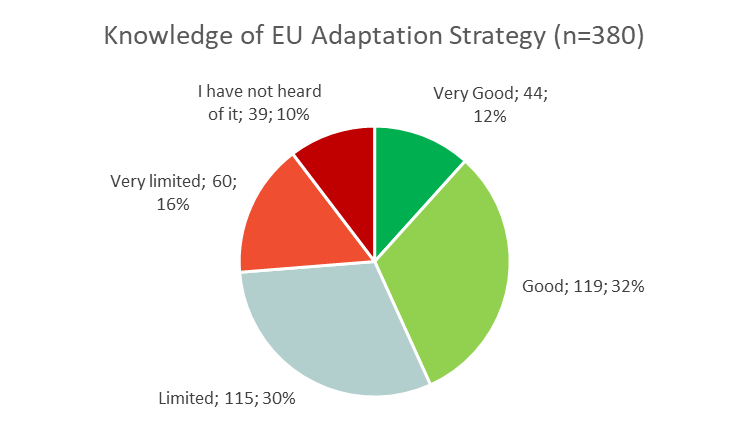 Knowledge of EU Adaptation Strategy (n=380)
I have not heard
of it; 39; 10%
Very Good; 44;
12%
Very limited; 60;
16%
Good; 119; 32%
Limited; 115; 30%